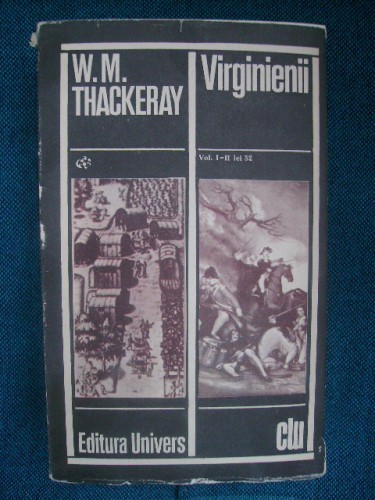 W. M.
THACKERAY
Virginienii
Vol. I-II lei 32
Editura Univers
clu